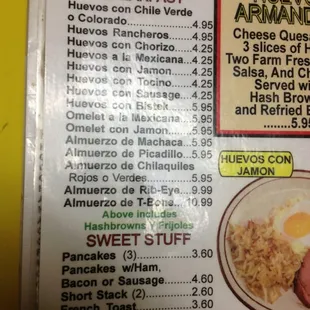 Huevos con Chile Verde
o Colorado 4.95
Huevos Rancheros 4.95
Huevos con Chorizo 4.25
Huevos a la Mexicana 4.25
Huevos con Jamon 4.25
Huevos con Tocino 4.25
Huevos con Sausage 4.25
Huevos con Bistek 5.95
Omelet a la Mexicana 5.95
Omelet con Jamon 5.95
Almuerzo de Machaca 5.95
Almuerzo de Picadillo 5.95
Almuerzo de Chilaquiles
Rojos o Verdes 5.95
Almuerzo de Rib-Eye 9.99
Almuerzo de T-Bone 10.99
Above includes
Hashbrowns y Frijoles
SWEET STUFF
Pancakes (3) 3.60
Pancakes w/Ham,
Bacon or Sausage 4.60
Short Stack (2) 2.60
French Toast 3.60
ARMAND
Cheese Ques
3 slices of H
Two Farm Fres
Salsa, And Ch
Served wi
Hash Brow
and Refried B
5.95
HUEVOS CON
JAMON